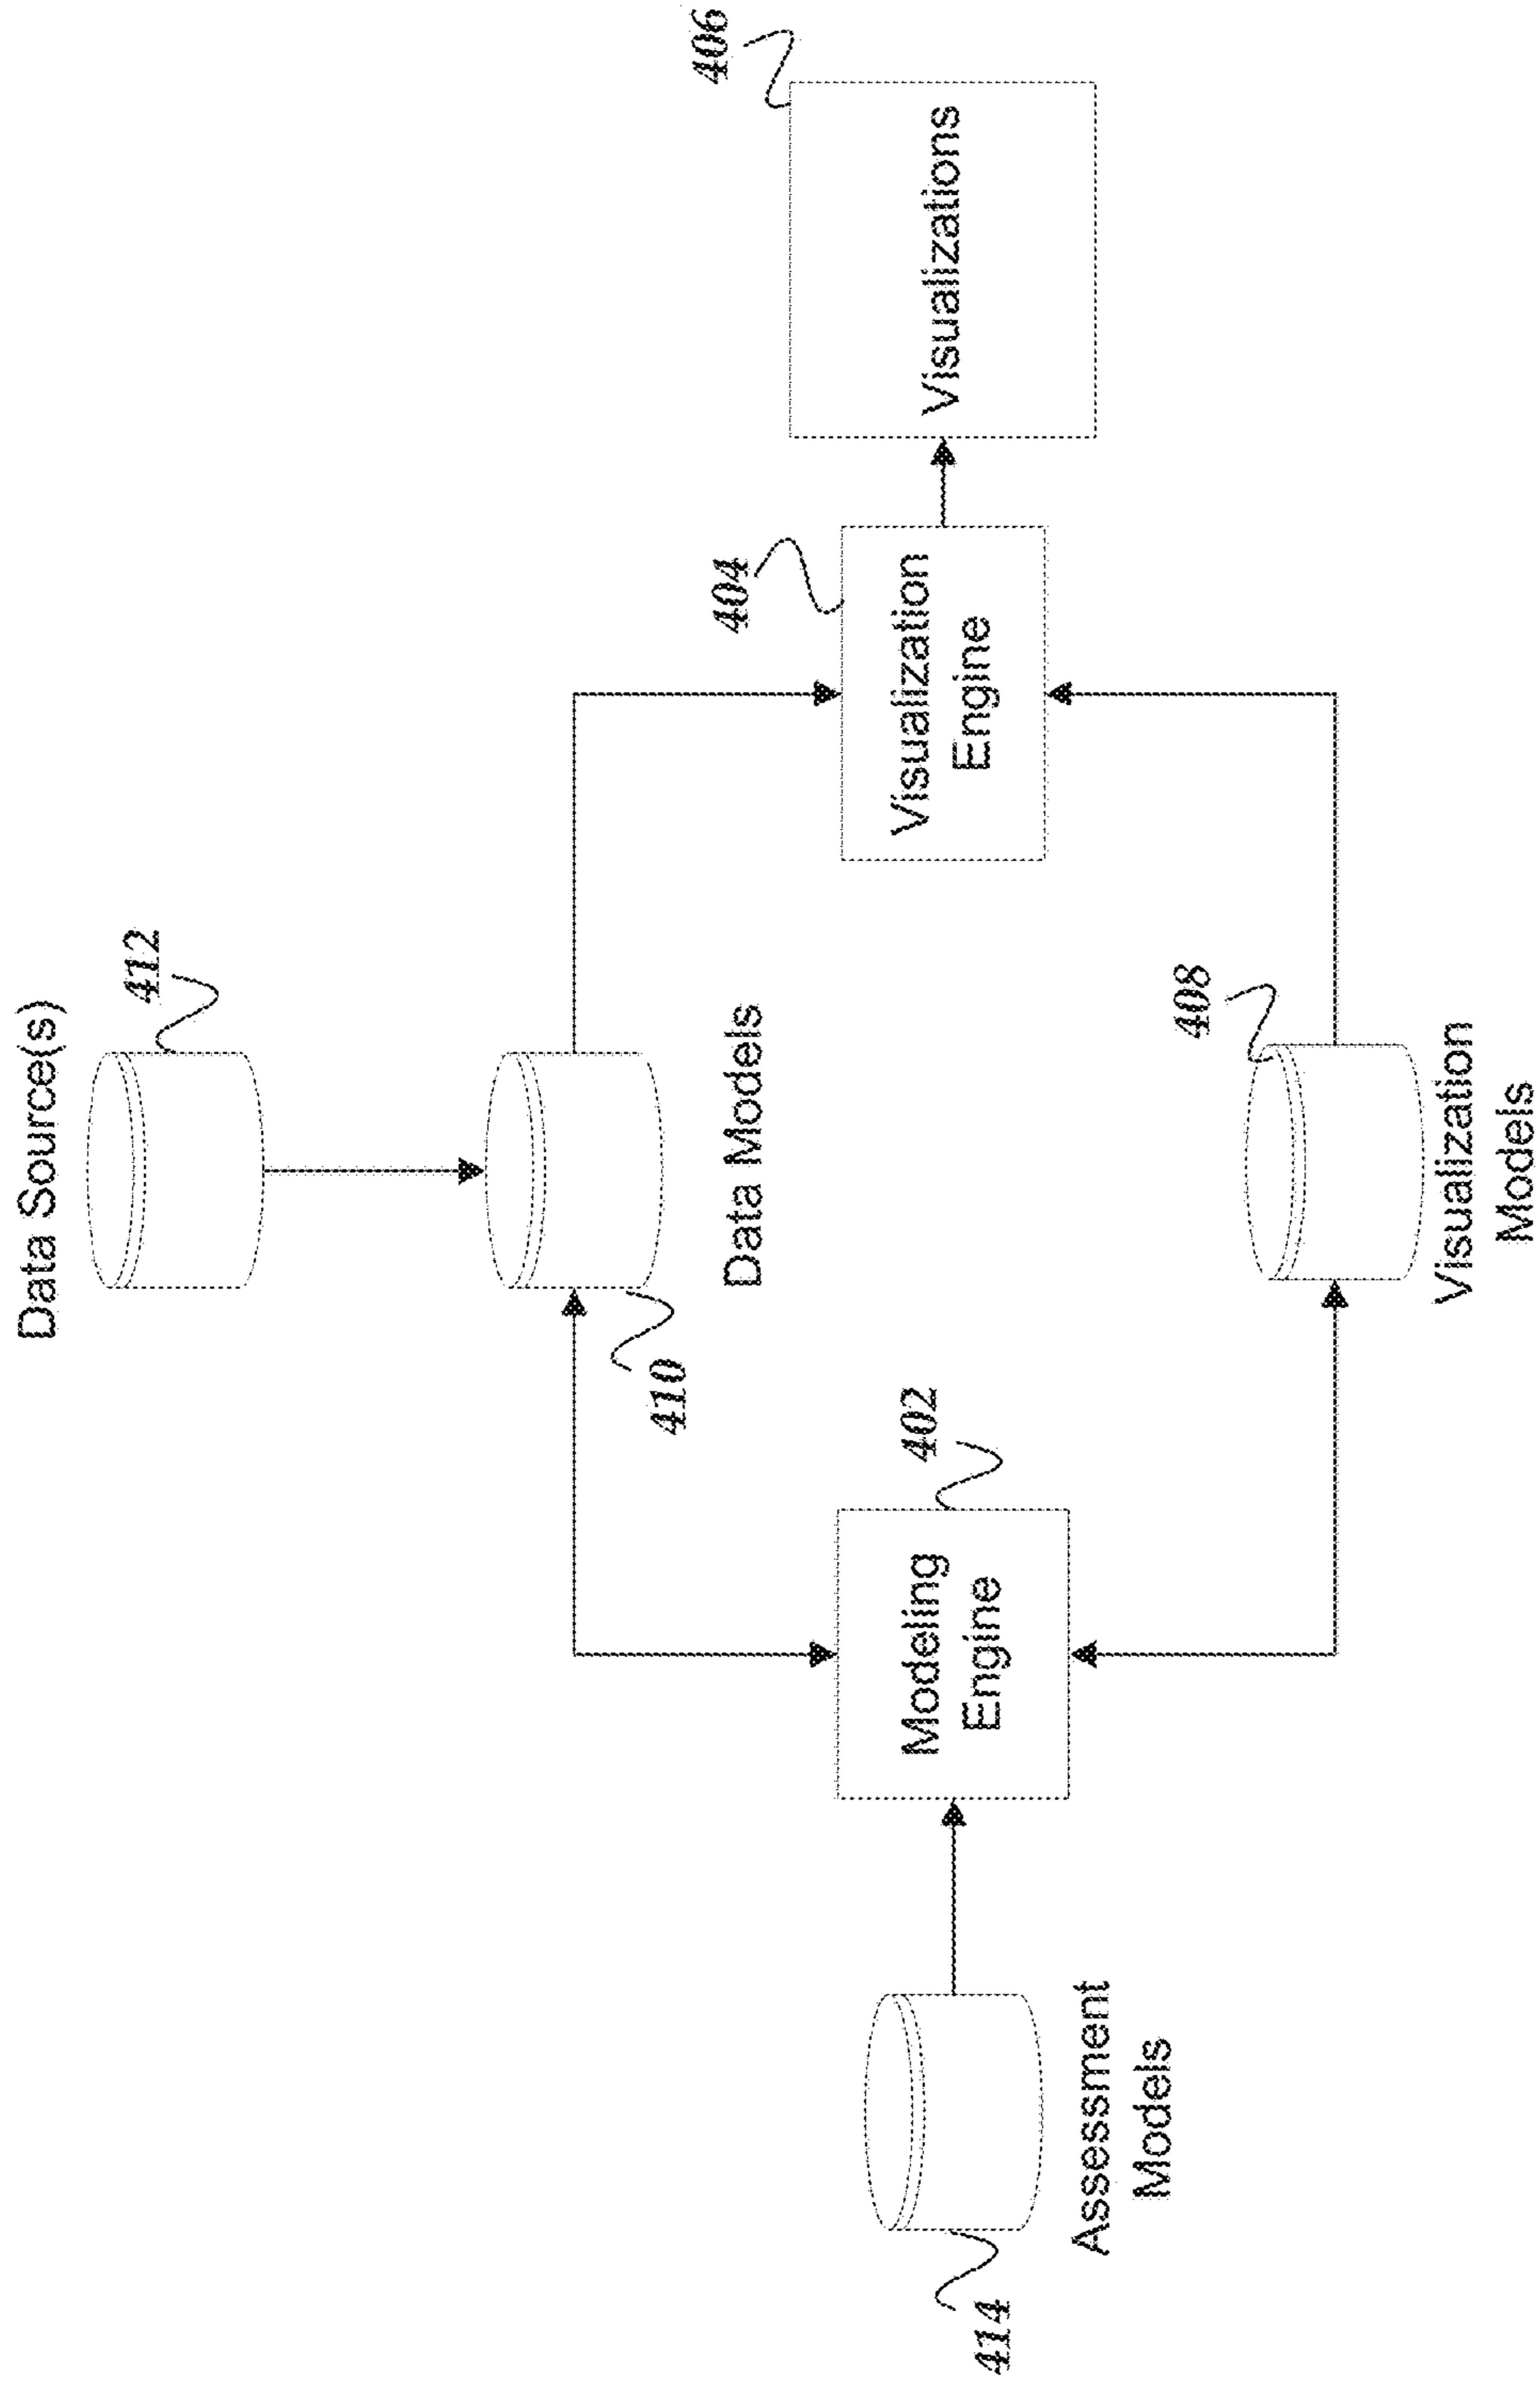 Data Source(s)
412
410
Data Models
406
404
Visualization
Engine
Visualizations
402
Modeling
Engine
414
Assessment
Models
408
Visualization
Models